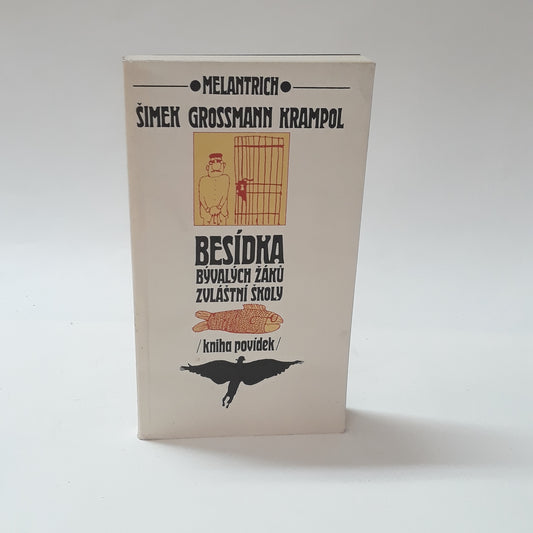 MELANTRICH
ŠIMEK GROSSMANN KRAMPOL
BESÍDKA
BÝVALÝCH ŽÁKŮ
ZVLÁŠTNÍ ŠKOLY
/kniha povídek/